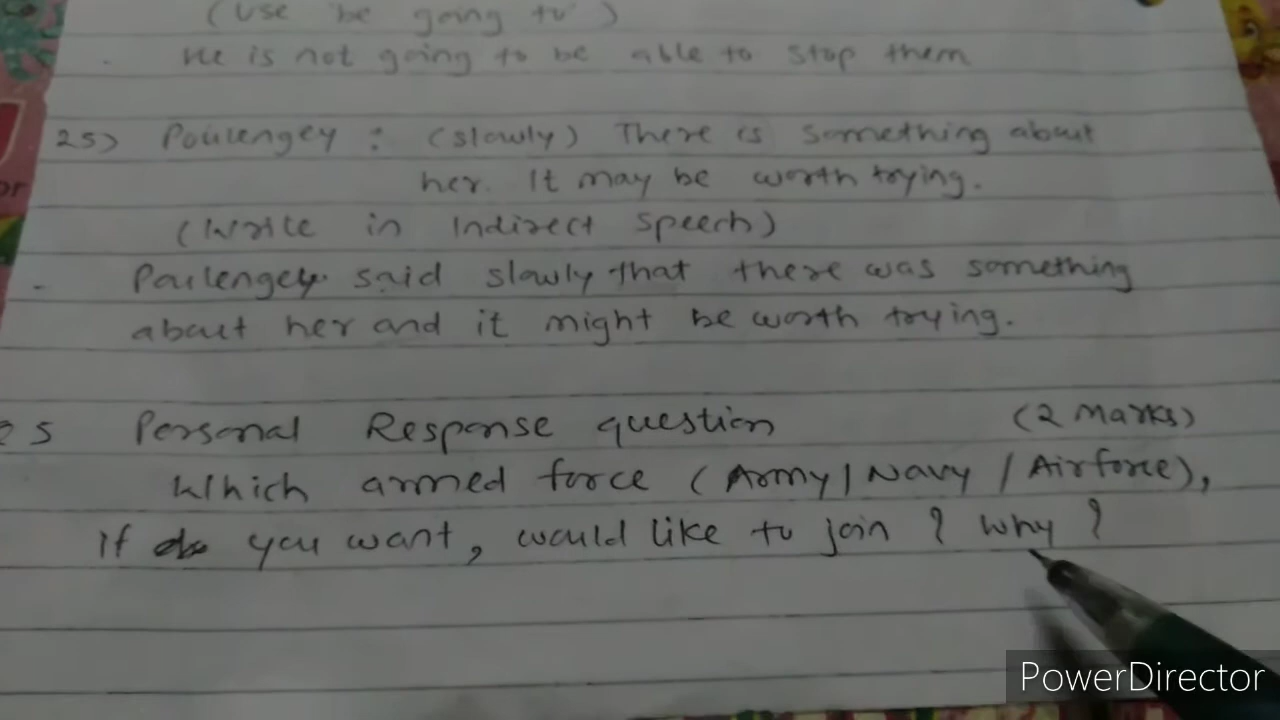 (Use 'be going to')
He is not going to be able to stop them
25) Poulengey : (slowly) There is something about
her. It may be worth trying.
(Write in Indirect speech)
Poulengey said slowly that there was something
about her and it might be worth trying.
5 Personal Response question (2 Marks)
Which armed force (Army/Navy/Airforce),
if you want, would like to join? Why?
PowerDirector